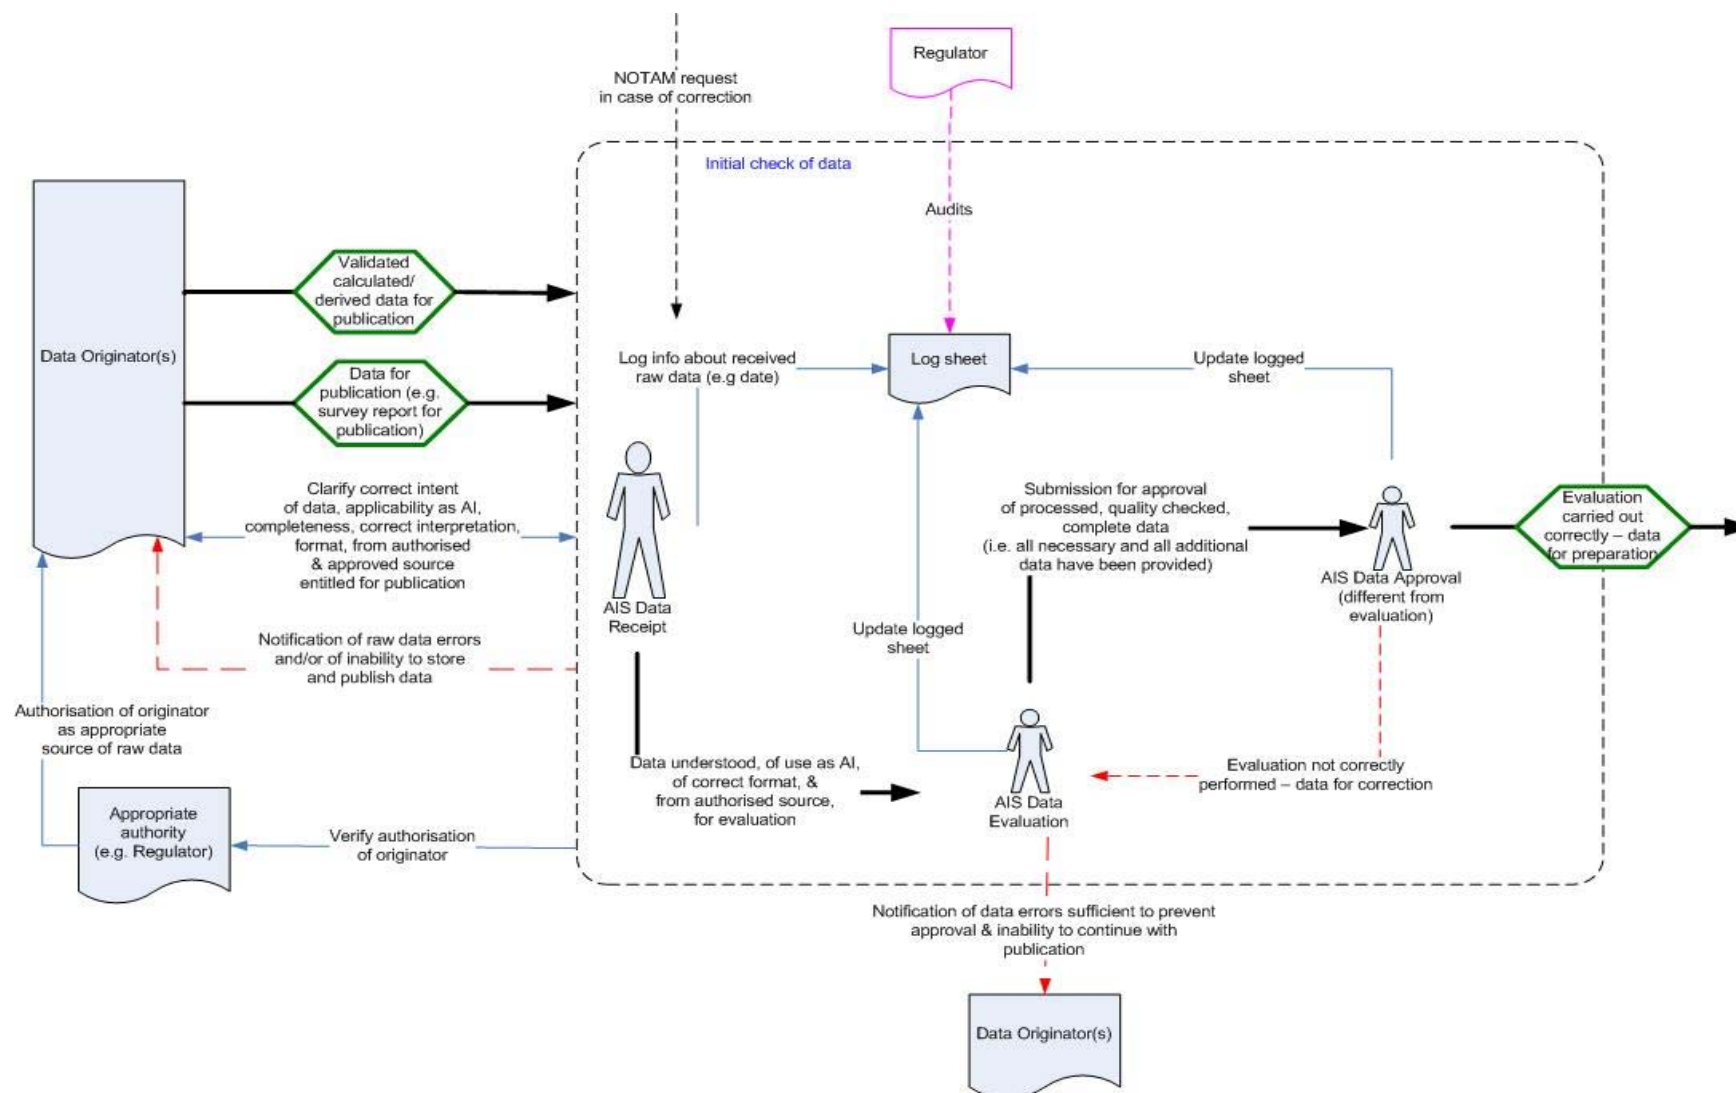 Regulator
NOTAM request
in case of correction
Initial check of data
Audits
Validated
calculated/
derived data for
publication
Data Originator(s)
Data for
publication (e.g.
survey report for
publication)
Log info about received
raw data (e.g date)
Log sheet
Update logged
sheet
Clarify correct intent
of data, applicability as AI,
completeness, correct interpretation,
format, from authorised
& approved source
entitled for publication
Submission for approval
of processed, quality checked,
complete data
(i.e. all necessary and all additional
data have been provided)
Evaluation
carried out
correctly – data
for preparation
AIS Data Approval
(different from
evaluation)
AIS Data
Receipt
Notification of raw data errors
and/or of inability to store
and publish data
Update logged
sheet
Authorisation of originator
as appropriate
source of raw data
Data understood, of use as AI,
of correct format, &
from authorised source,
for evaluation
Evaluation not correctly
performed – data for correction
AIS Data
Evaluation
Appropriate
authority
(e.g. Regulator)
Verify authorisation
of originator
Notification of data errors sufficient to prevent
approval & inability to continue with
publication
Data Originator(s)